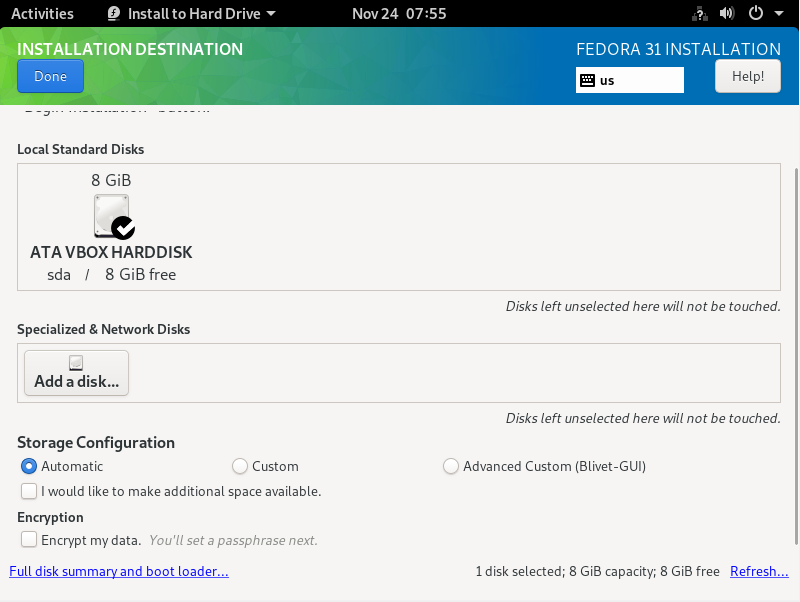 Activities Install to Hard Drive Nov 24 07:55
INSTALLATION DESTINATION FEDORA 31 INSTALLATION
Done us Help!
"Begin Installation" button.
Local Standard Disks
8 GiB
ATA VBOX HARDDISK
sda / 8 GiB free
Disks left unselected here will not be touched.
Specialized & Network Disks
Add a disk...
Disks left unselected here will not be touched.
Storage Configuration
Automatic Custom Advanced Custom (Blivet-GUI)
I would like to make additional space available.
Encryption
Encrypt my data. You'll set a passphrase next.
Full disk summary and boot loader... 1 disk selected; 8 GiB capacity; 8 GiB free Refresh...